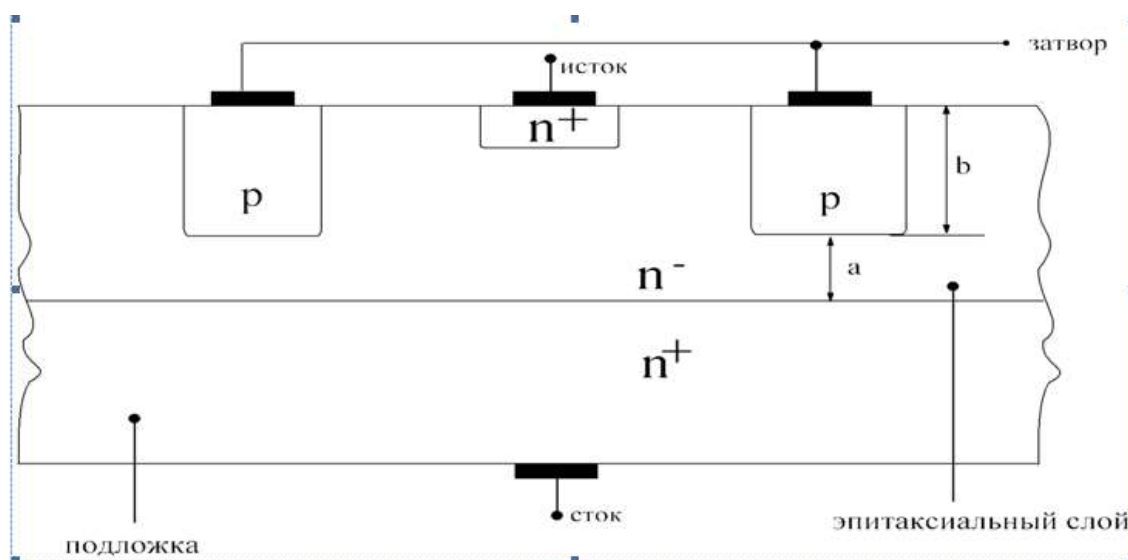 затвор
исток
n+
p
p
b
n-
a
n+
сток
эпитаксиальный слой
подложка